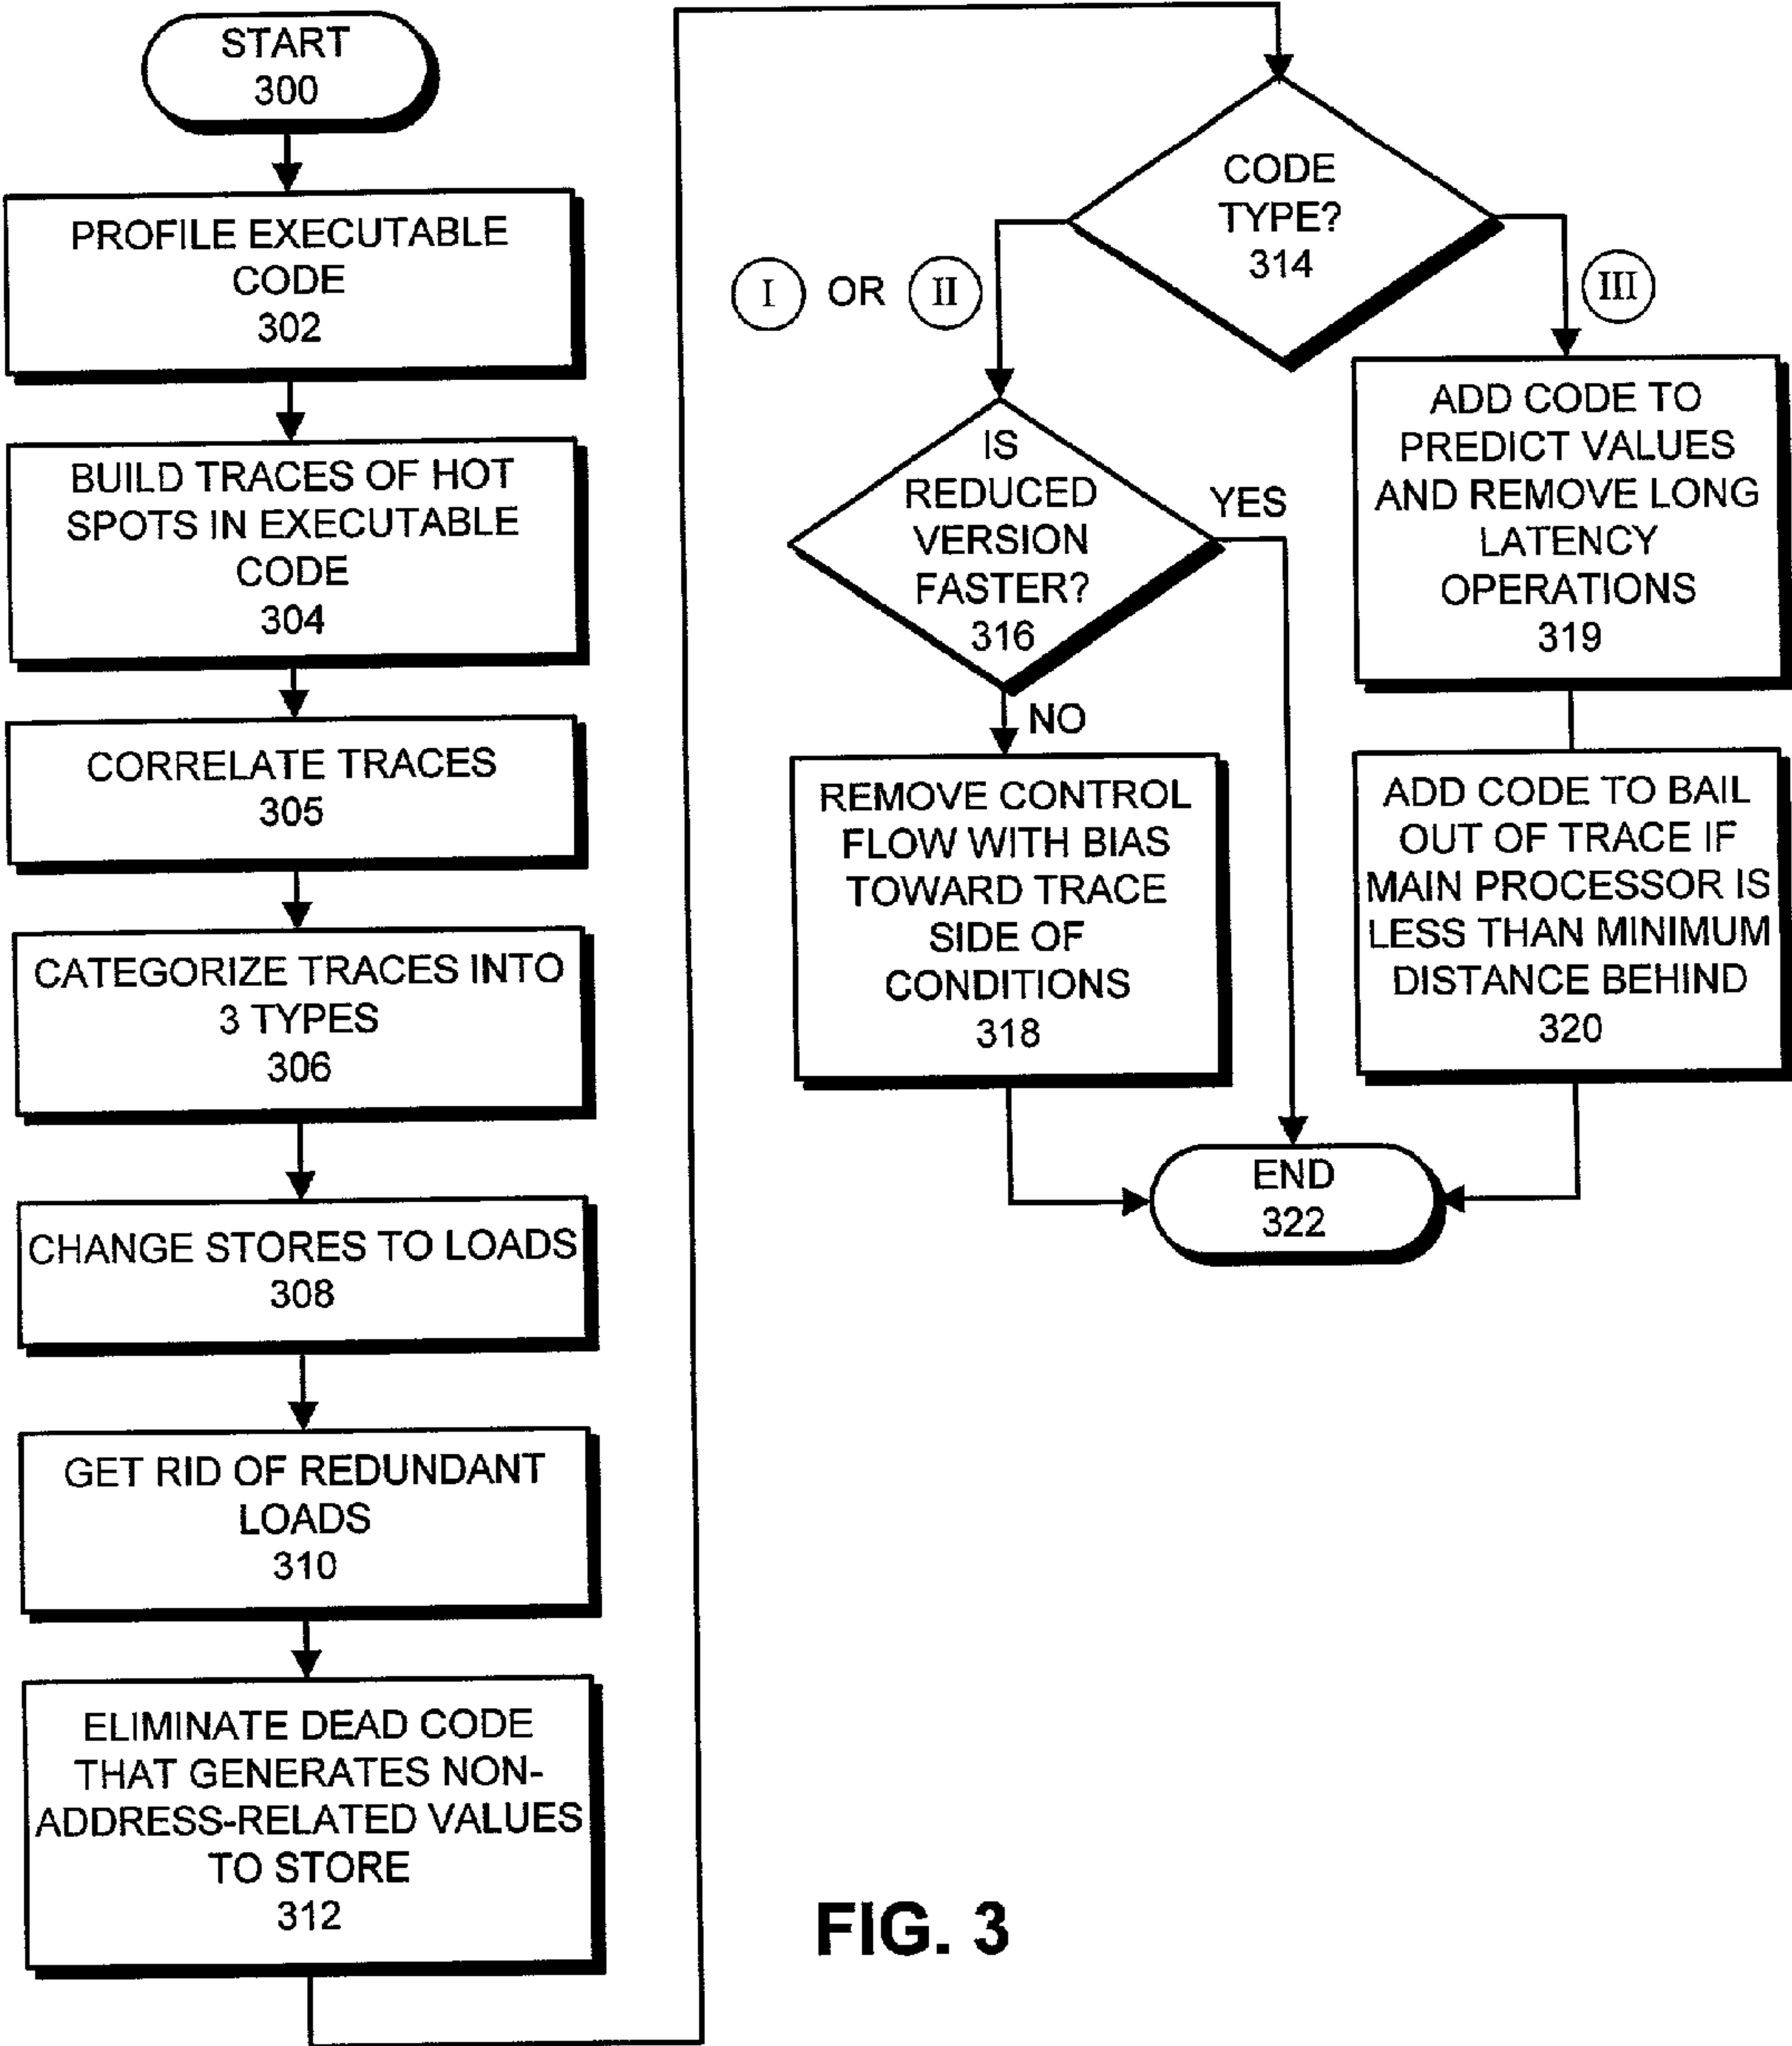 START
300
PROFILE EXECUTABLE
CODE
302
BUILD TRACES OF HOT
SPOTS IN EXECUTABLE
CODE
304
CORRELATE TRACES
305
CATEGORIZE TRACES INTO
3 TYPES
306
CHANGE STORES TO LOADS
308
GET RID OF REDUNDANT
LOADS
310
ELIMINATE DEAD CODE
THAT GENERATES NON-
ADDRESS-RELATED VALUES
TO STORE
312
CODE
TYPE?
314
I OR II
III
IS
REDUCED
VERSION
FASTER?
316
YES
NO
REMOVE CONTROL
FLOW WITH BIAS
TOWARD TRACE
SIDE OF
CONDITIONS
318
ADD CODE TO
PREDICT VALUES
AND REMOVE LONG
LATENCY
OPERATIONS
319
ADD CODE TO BAIL
OUT OF TRACE IF
MAIN PROCESSOR IS
LESS THAN MINIMUM
DISTANCE BEHIND
320
END
322
FIG. 3